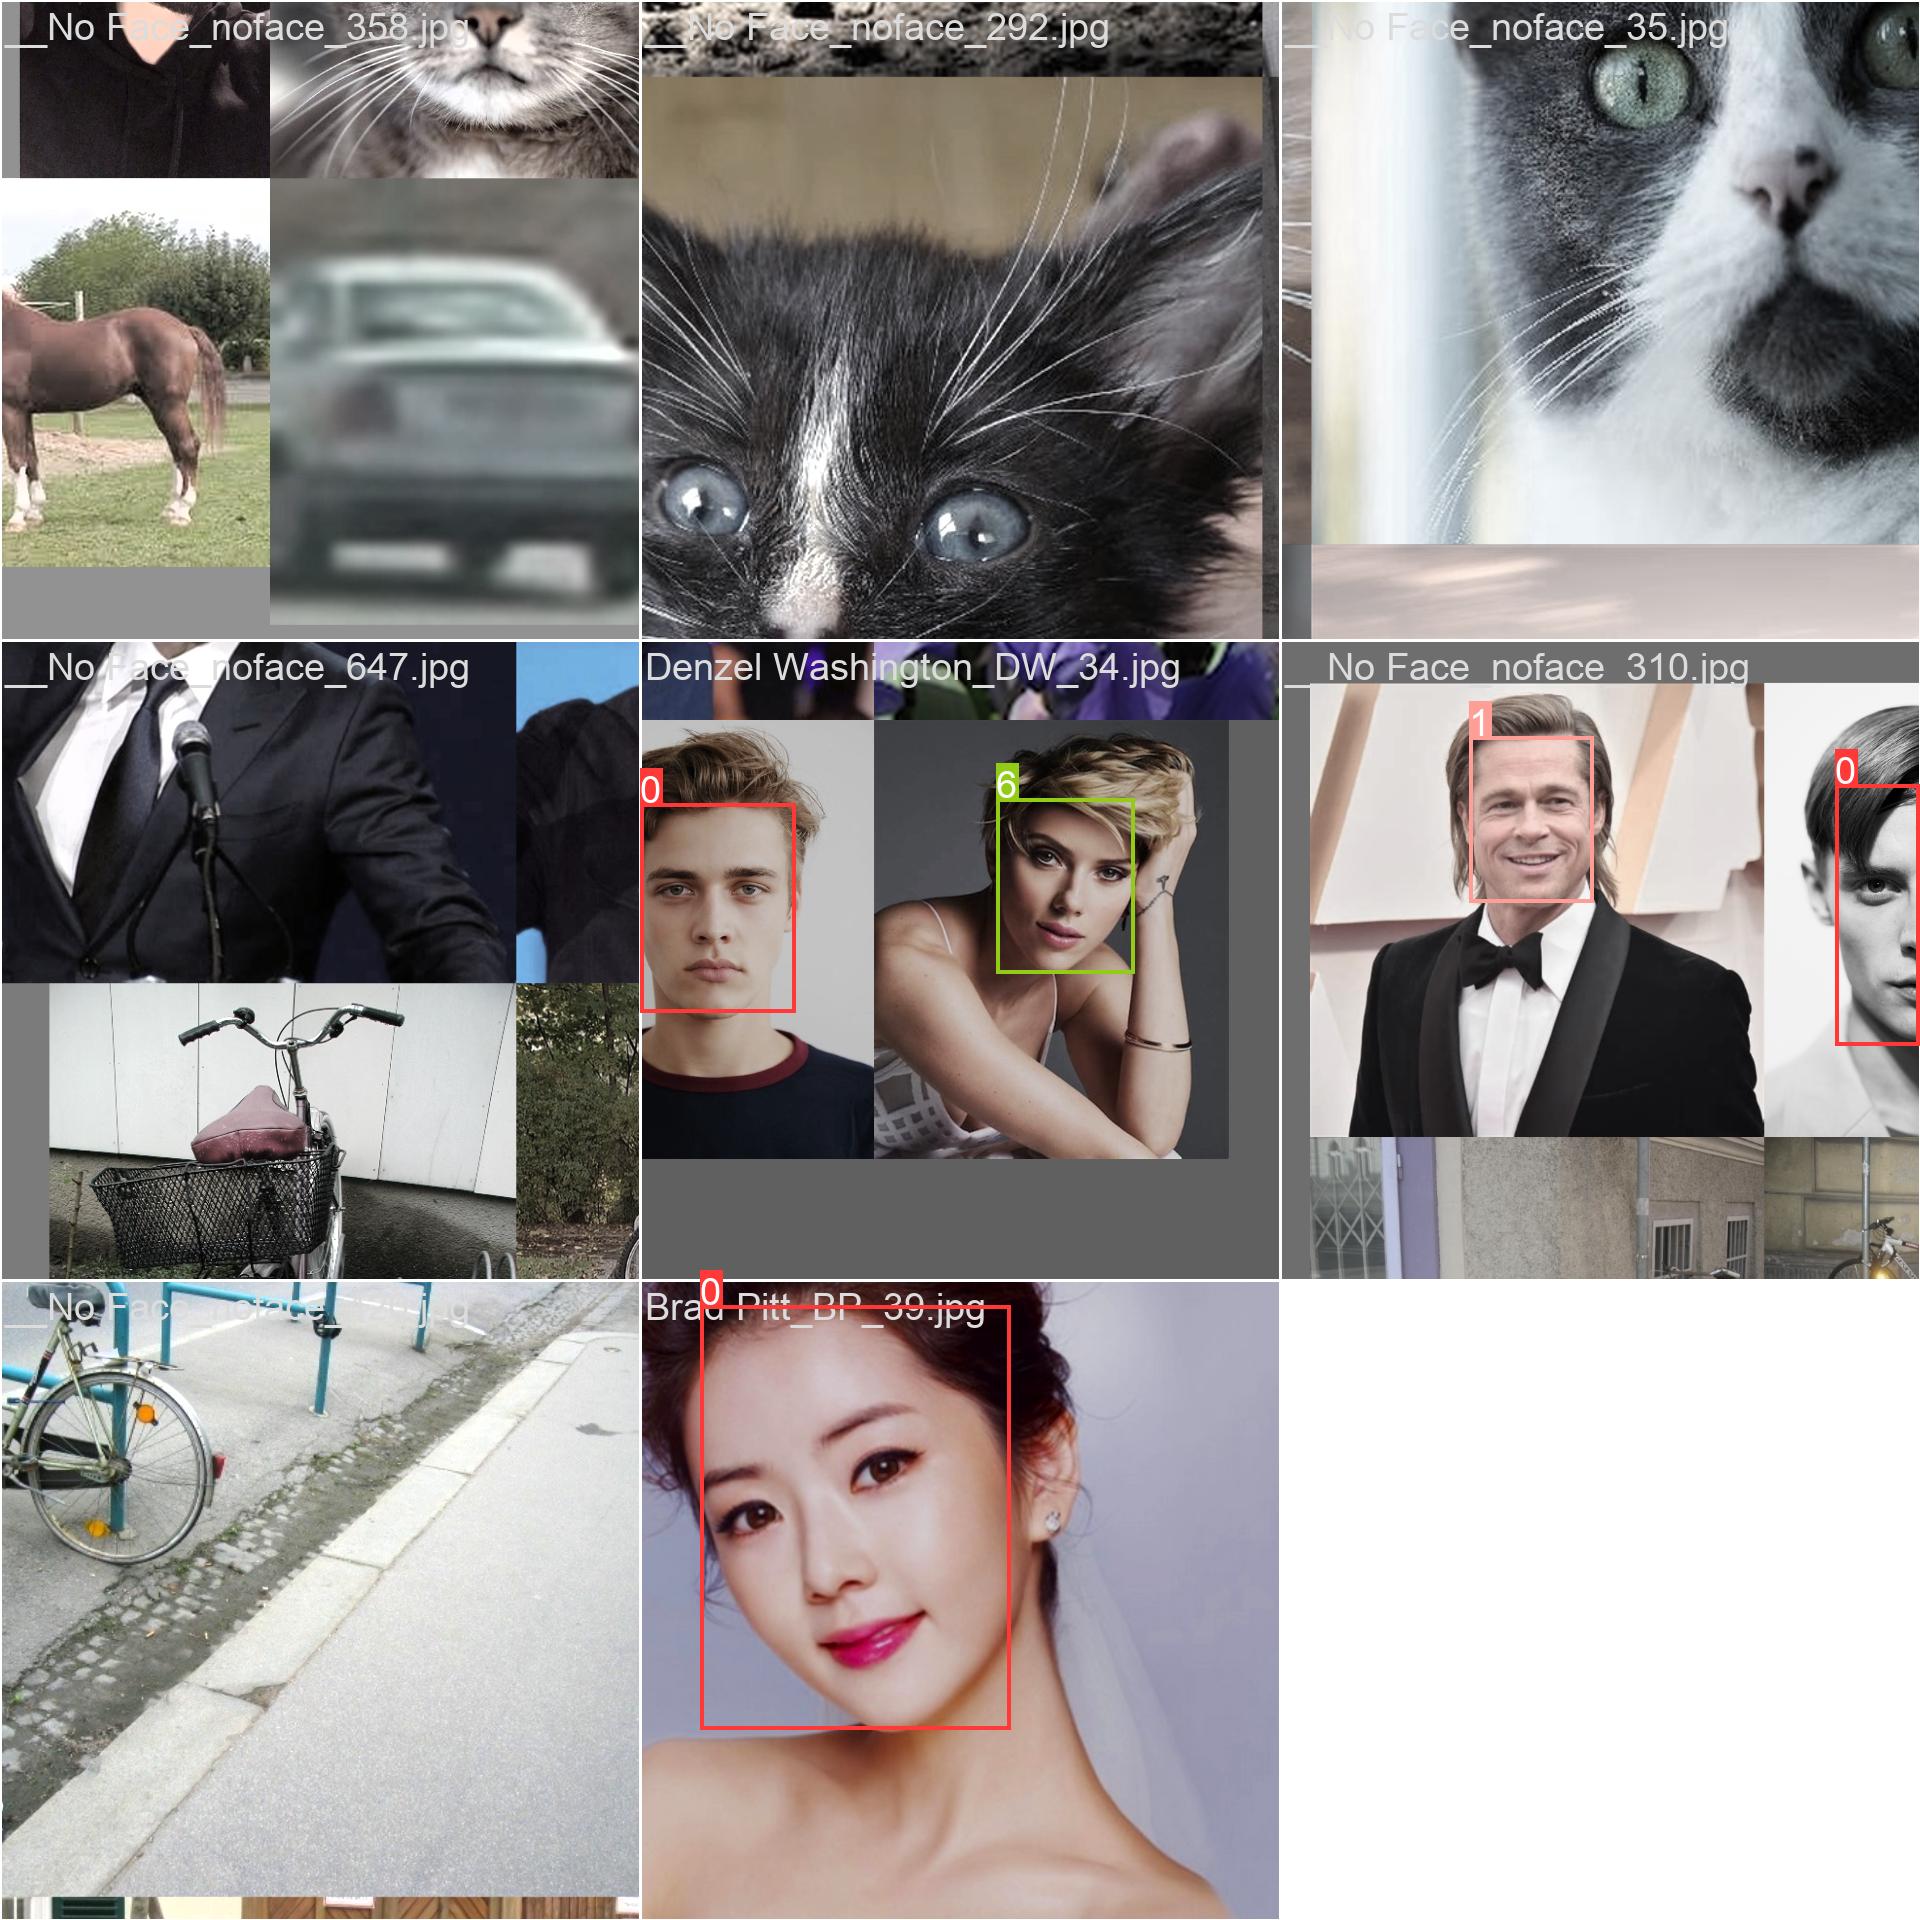 __No Face_noface_358.jpg
__No Face_noface_292.jpg
__No Face_noface_35.jpg
__No Face_noface_647.jpg
Denzel Washington_DW_34.jpg
__No Face_noface_310.jpg
0
6
1
0
__No Face_noface_
.jpg
0
Brad Pitt_BP_39.jpg